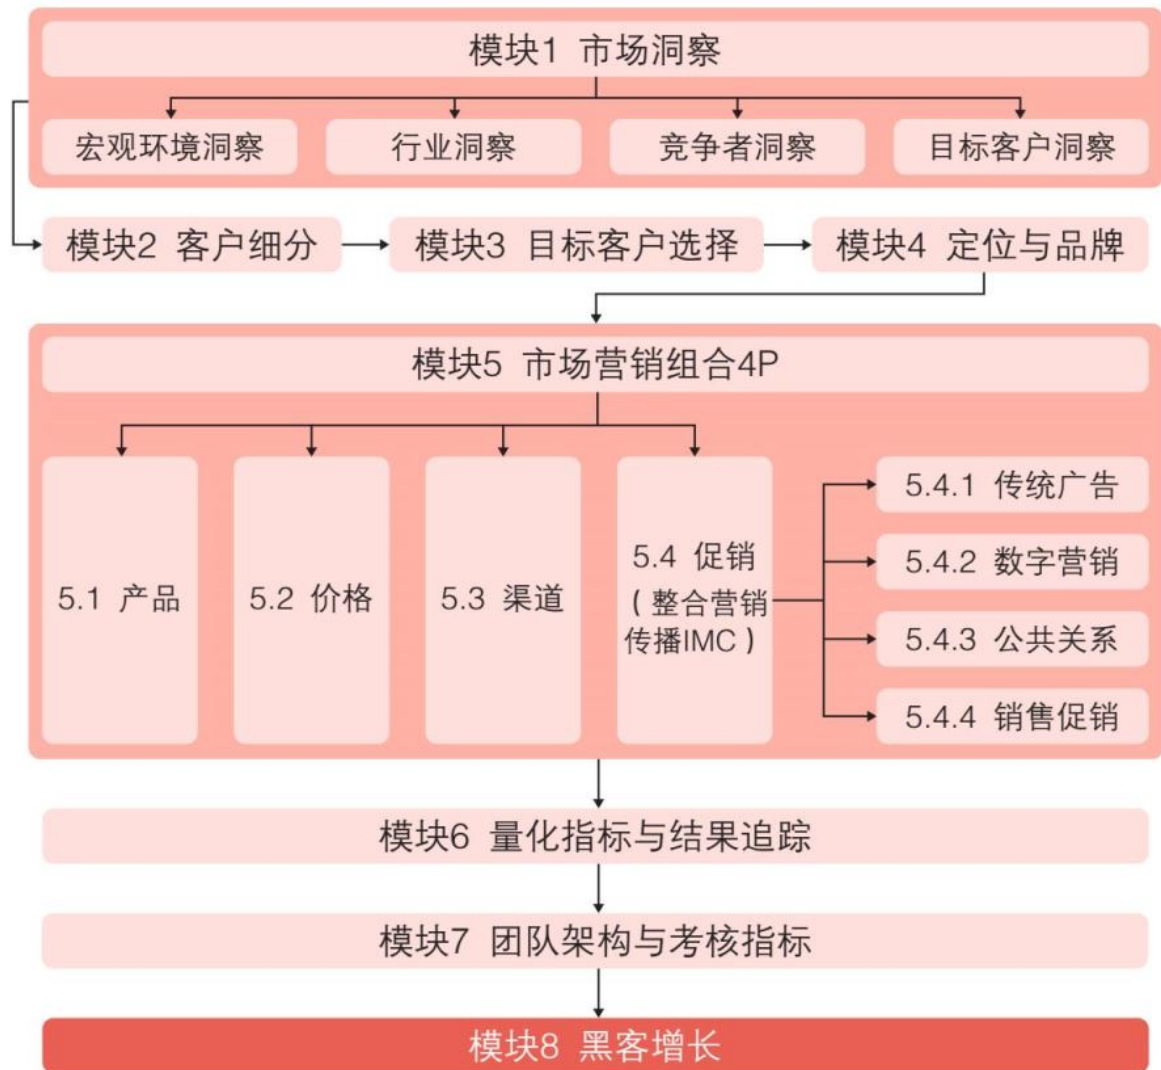 模块1 市场洞察
宏观环境洞察
行业洞察
竞争者洞察
目标客户洞察
模块2 客户细分
模块3 目标客户选择
模块4 定位与品牌
模块5 市场营销组合4P
5.1 产品
5.2 价格
5.3 渠道
5.4 促销
（整合营销
传播IMC）
5.4.1 传统广告
5.4.2 数字营销
5.4.3 公共关系
5.4.4 销售促销
模块6 量化指标与结果追踪
模块7 团队架构与考核指标
模块8 黑客增长